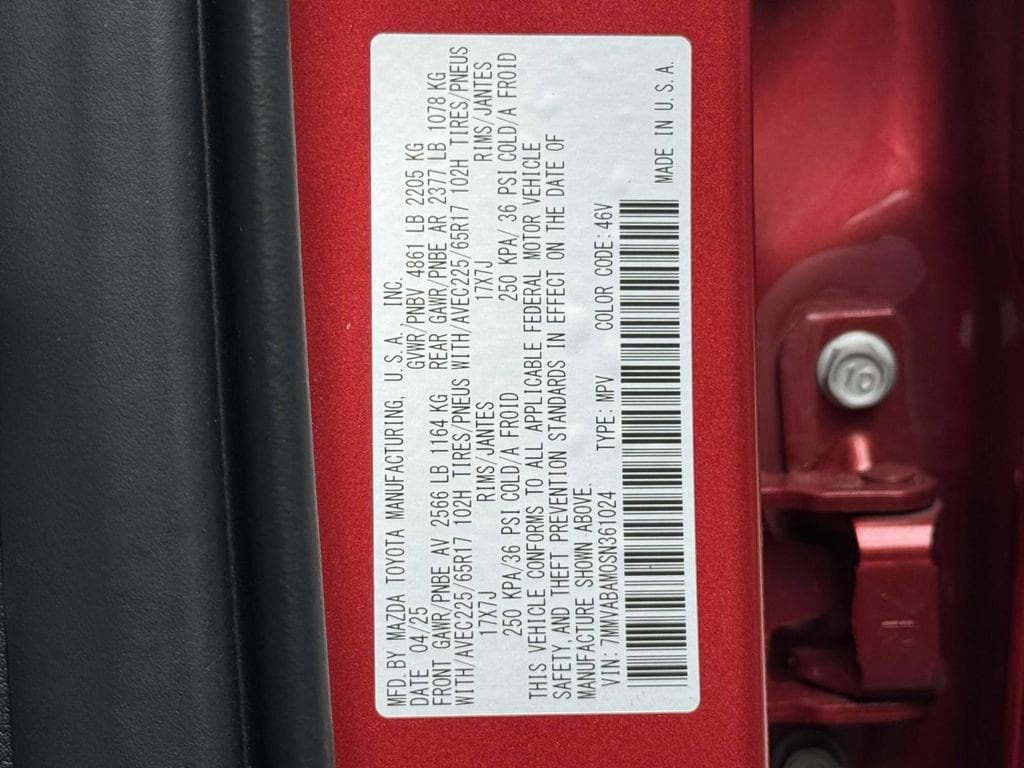 MFD. BY MAZDA TOYOTA MANUFACTURING, U.S.A., INC.
DATE 04/25 GVWR/PNBV 4861 LB 2205 KG
FRONT GAWR/PNBE AV 2566 LB 1164 KG REAR GAWR/PNBE AR 2377 LB 1078 KG
WITH/AVEC225/65R17 102H TIRES/PNEUS WITH/AVEC225/65R17 102H TIRES/PNEUS
17X7J RIMS/JANTES 17X7J RIMS/JANTES
250 KPA/36 PSI COLD/A FROID 250 KPA/ 36 PSI COLD/A FROID
THIS VEHICLE CONFORMS TO ALL APPLICABLE FEDERAL MOTOR VEHICLE
SAFETY, AND THEFT PREVENTION STANDARDS IN EFFECT ON THE DATE OF
MANUFACTURE SHOWN ABOVE.
VIN: 7MMVABAM0SN361024 TYPE: MPV COLOR CODE: 46V
MADE IN U.S.A.
10